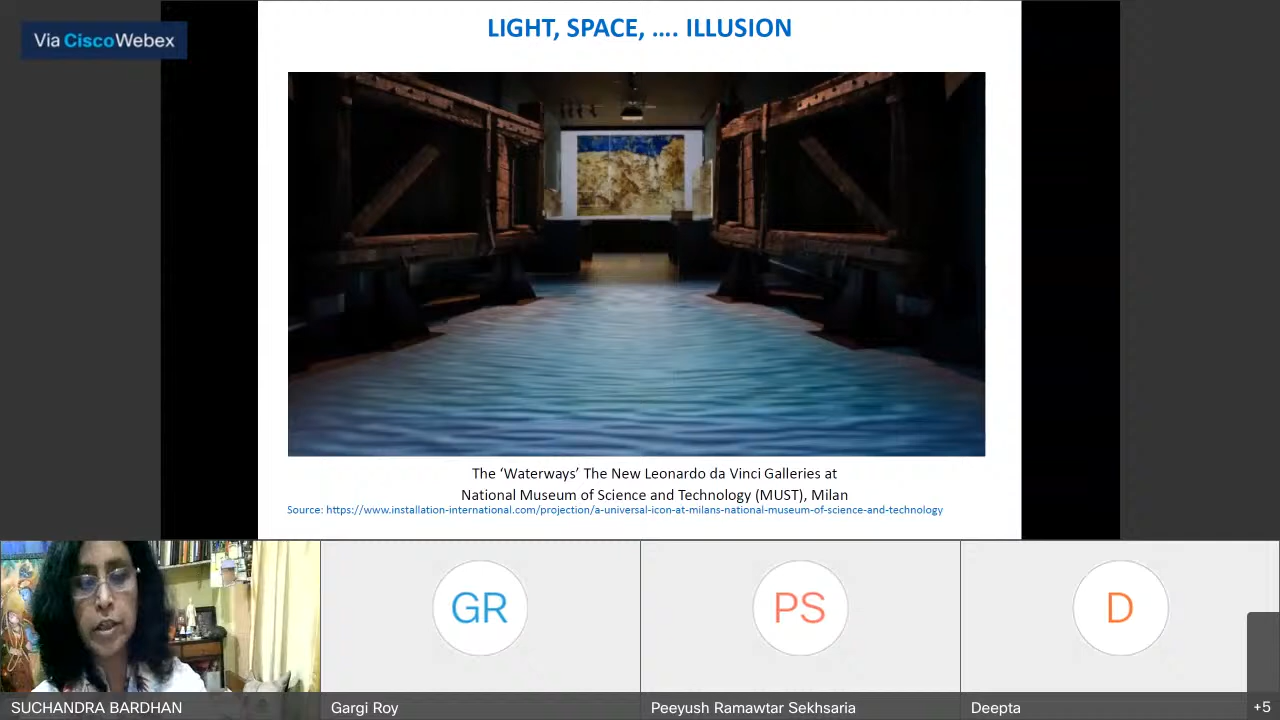 Via CiscoWebex
LIGHT, SPACE, .... ILLUSION
The ‘Waterways’ The New Leonardo da Vinci Galleries at
National Museum of Science and Technology (MUST), Milan
Source: https://www.installation-international.com/projection/a-universal-icon-at-milans-national-museum-of-science-and-technology
GR
PS
D
SUCHANDRA BARDHAN
Gargi Roy
Peeyush Ramawtar Sekhsaria
Deepta
+5